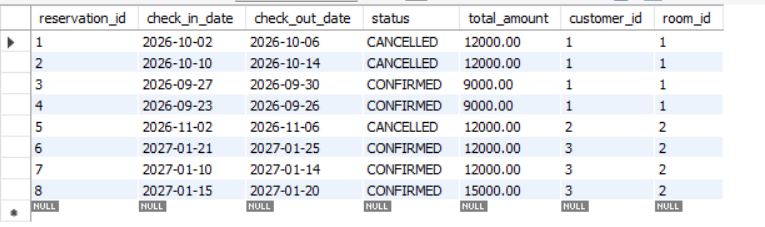 reservation_id check_in_date check_out_date status total_amount customer_id room_id
1 2026-10-02 2026-10-06 CANCELLED 12000.00 1 1
2 2026-10-10 2026-10-14 CANCELLED 12000.00 1 1
3 2026-09-27 2026-09-30 CONFIRMED 9000.00 1 1
4 2026-09-23 2026-09-26 CONFIRMED 9000.00 1 1
5 2026-11-02 2026-11-06 CANCELLED 12000.00 2 2
6 2027-01-21 2027-01-25 CONFIRMED 12000.00 3 2
7 2027-01-10 2027-01-14 CONFIRMED 12000.00 3 2
8 2027-01-15 2027-01-20 CONFIRMED 15000.00 3 2
NULL NULL NULL NULL NULL NULL NULL